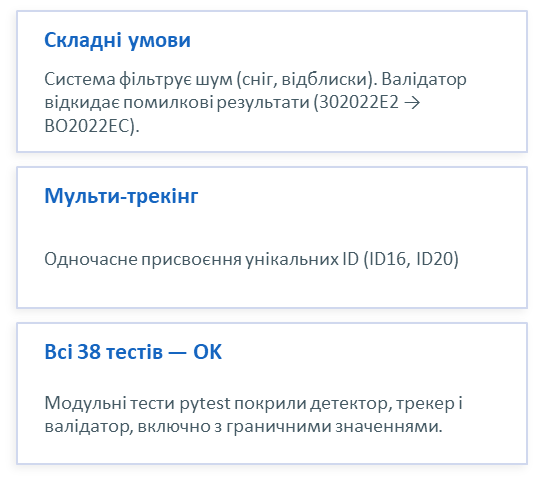 Складні умови
Система фільтрує шум (сніг, відблиски). Валідатор
відкидає помилкові результати (302022E2 →
BO2022EC).
Мульти-трекінг
Одночасне присвоєння унікальних ID (ID16, ID20)
Всі 38 тестів — OK
Модульні тести pytest покрили детектор, трекер і
валідатор, включно з граничними значеннями.